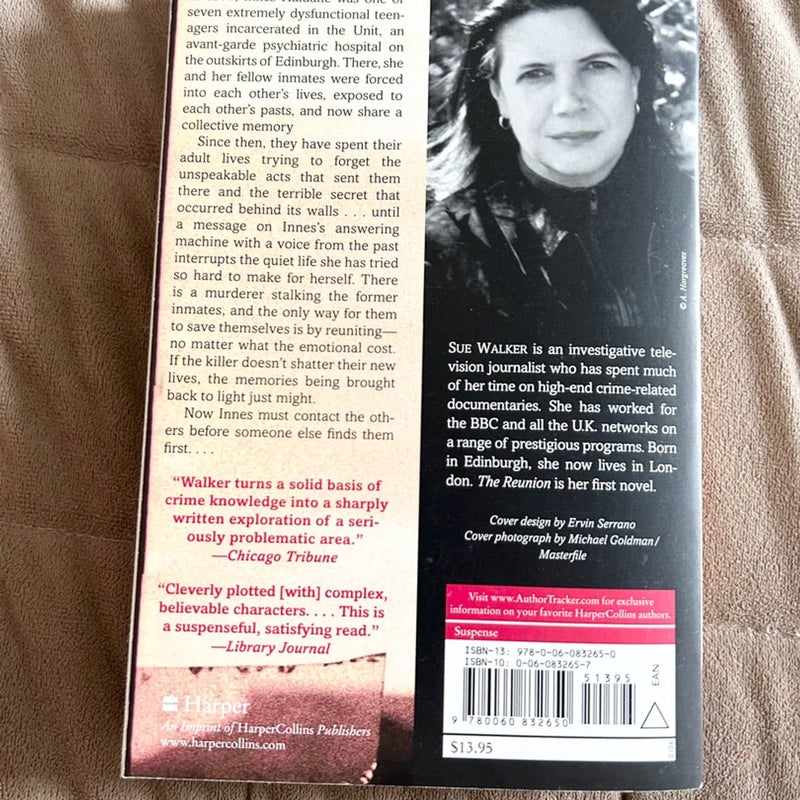 seven extremely dysfunctional teen-
agers incarcerated in the Unit, an
avant-garde psychiatric hospital on
the outskirts of Edinburgh. There, she
and her fellow inmates were forced
into each other's lives, exposed to
each other's pasts, and now share a
collective memory
Since then, they have spent their
adult lives trying to forget the
unspeakable acts that sent them
there and the terrible secret that
occurred behind its walls . . . until
a message on Innes's answering
machine with a voice from the past
interrupts the quiet life she has tried
so hard to make for herself. There
is a murderer stalking the former
inmates, and the only way for them
to save themselves is by reuniting—
no matter what the emotional cost.
If the killer doesn't shatter their new
lives, the memories being brought
back to light just might.
Now Innes must contact the oth-
ers before someone else finds them
first. . . .
"Walker turns a solid basis of
crime knowledge into a sharply
written exploration of a seri-
ously problematic area."
—Chicago Tribune
"Cleverly plotted [with] complex,
believable characters. . . . This is
a suspenseful, satisfying read."
—Library Journal
Harper
An Imprint of HarperCollins Publishers
www.harpercollins.com
© A. Hargreaves
SUE WALKER is an investigative tele-
vision journalist who has spent much
of her time on high-end crime-related
documentaries. She has worked for
the BBC and all the U.K. networks on
a range of prestigious programs. Born
in Edinburgh, she now lives in Lon-
don. The Reunion is her first novel.
Cover design by Ervin Serrano
Cover photograph by Michael Goldman/
Masterfile
Visit www.AuthorTracker.com for exclusive
information on your favorite HarperCollins authors.
Suspense
ISBN-13: 978-0-06-083265-0
ISBN-10: 0-06-083265-7
51395
EAN
9 780060 832650
$13.95